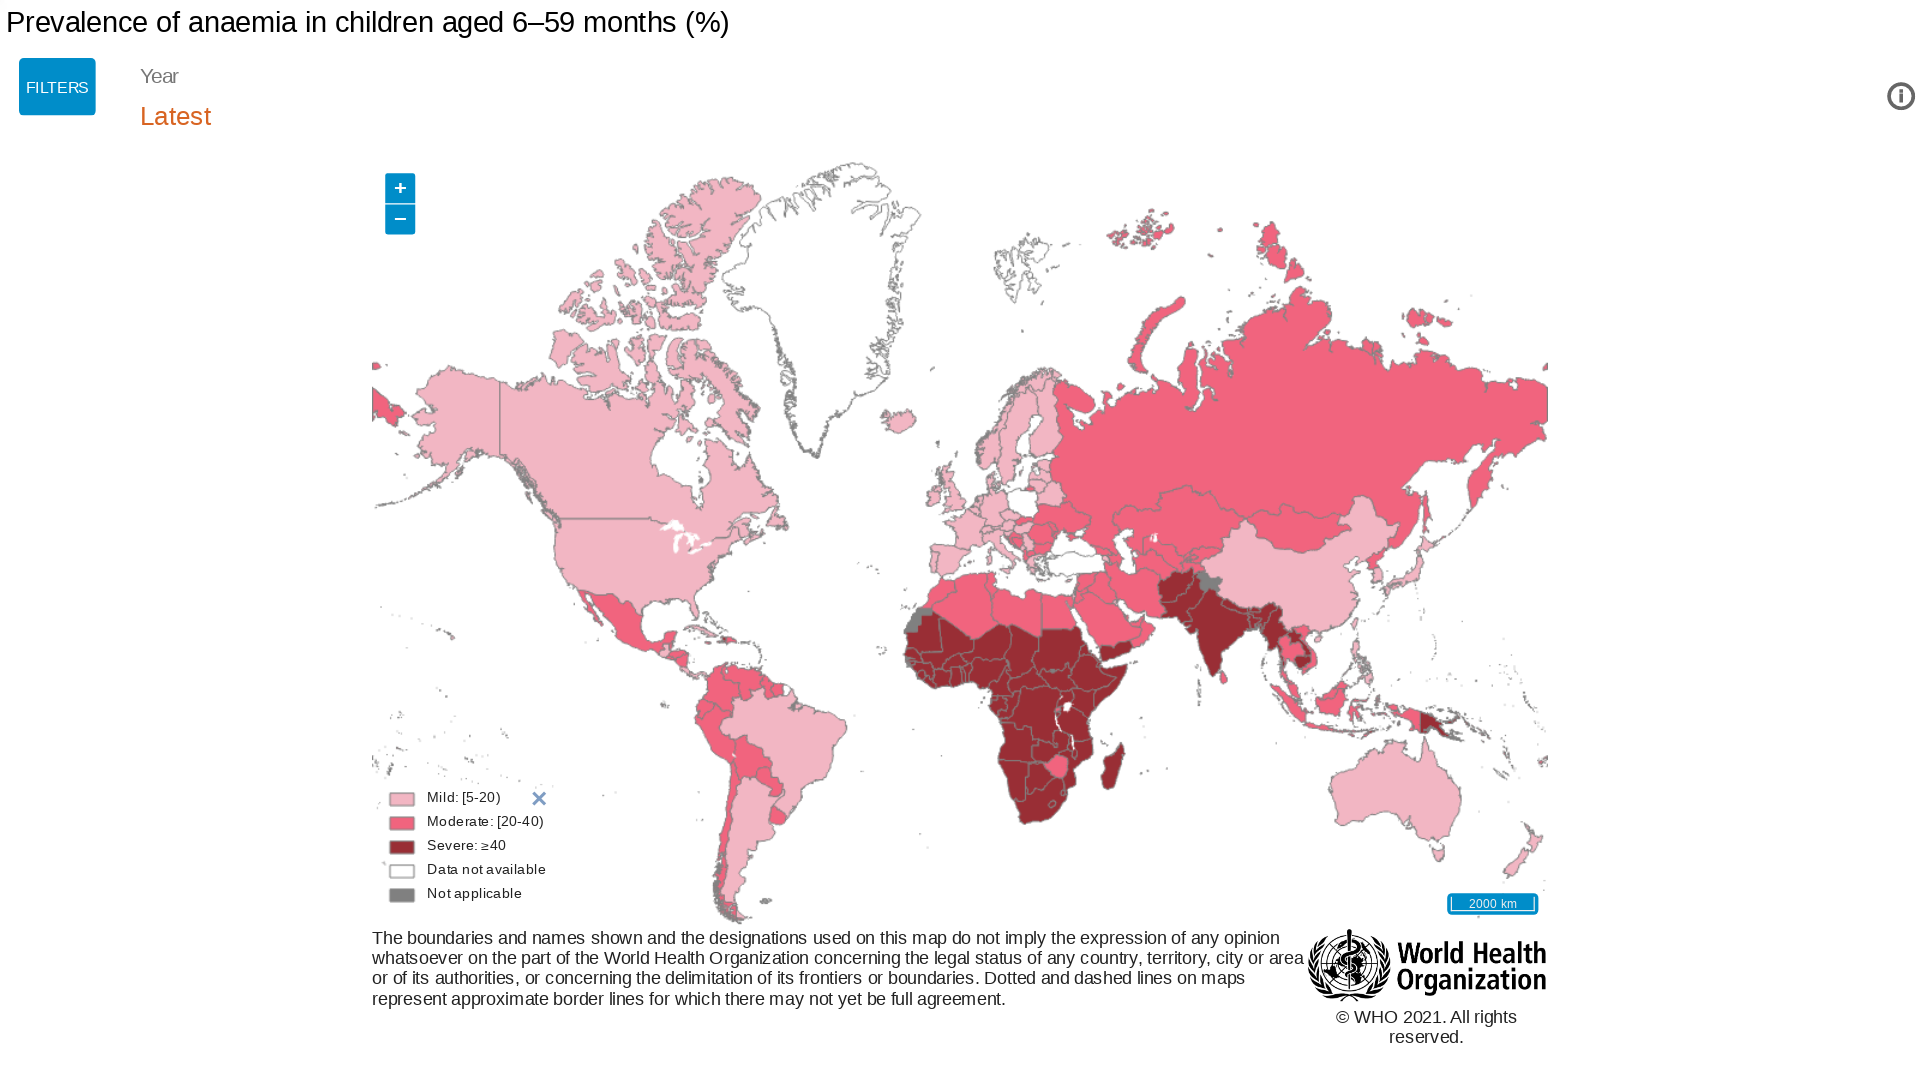 Prevalence of anaemia in children aged 6–59 months (%)
FILTERS
Year
Latest
+
−
Mild: [5-20)
Moderate: [20-40)
Severe: ≥40
Data not available
Not applicable
2000 km
The boundaries and names shown and the designations used on this map do not imply the expression of any opinion
whatsoever on the part of the World Health Organization concerning the legal status of any country, territory, city or area
or of its authorities, or concerning the delimitation of its frontiers or boundaries. Dotted and dashed lines on maps
represent approximate border lines for which there may not yet be full agreement.
World Health
Organization
© WHO 2021. All rights
reserved.